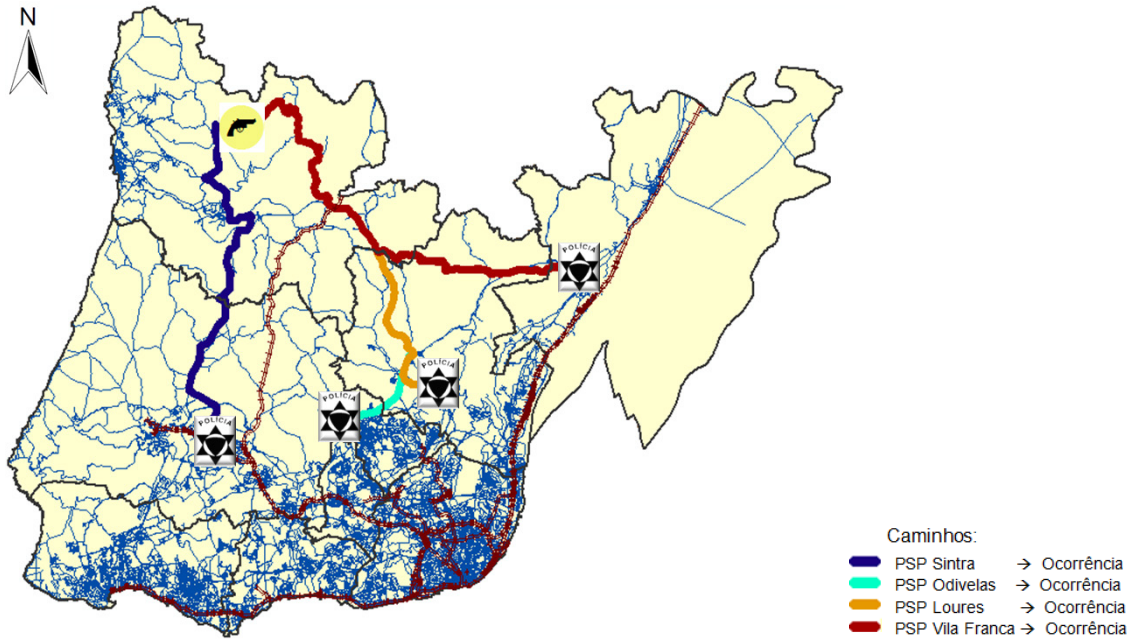 N
POLÍCIA
POLÍCIA
POLÍCIA
POLÍCIA
Caminhos:
PSP Sintra → Ocorrência
PSP Odivelas → Ocorrência
PSP Loures → Ocorrência
PSP Vila Franca → Ocorrência